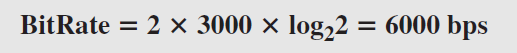 BitRate = 2 × 3000 × log₂2 = 6000 bps